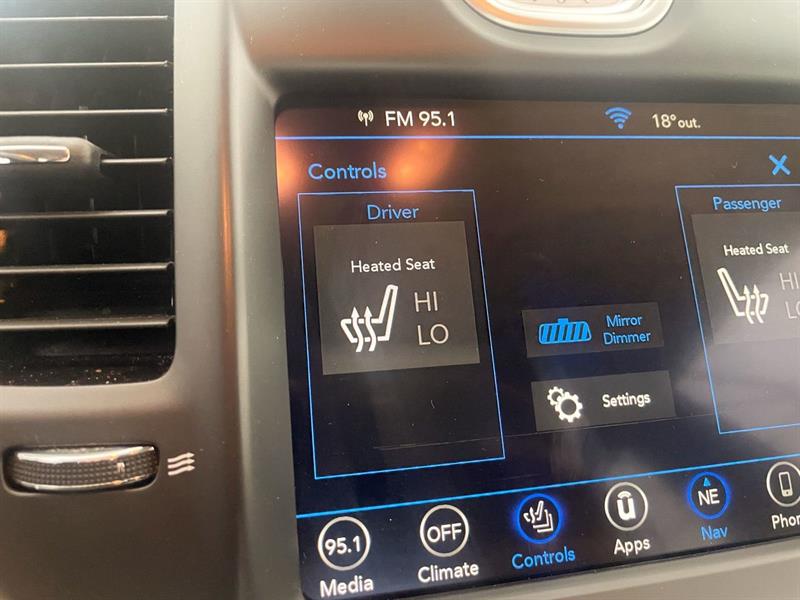 FM 95.1
18° out.
Controls
Driver
Heated Seat
HI
LO
Mirror
Dimmer
Settings
Passenger
Heated Seat
HI
95.1
Media
OFF
Climate
Controls
u
Apps
NE
Nav